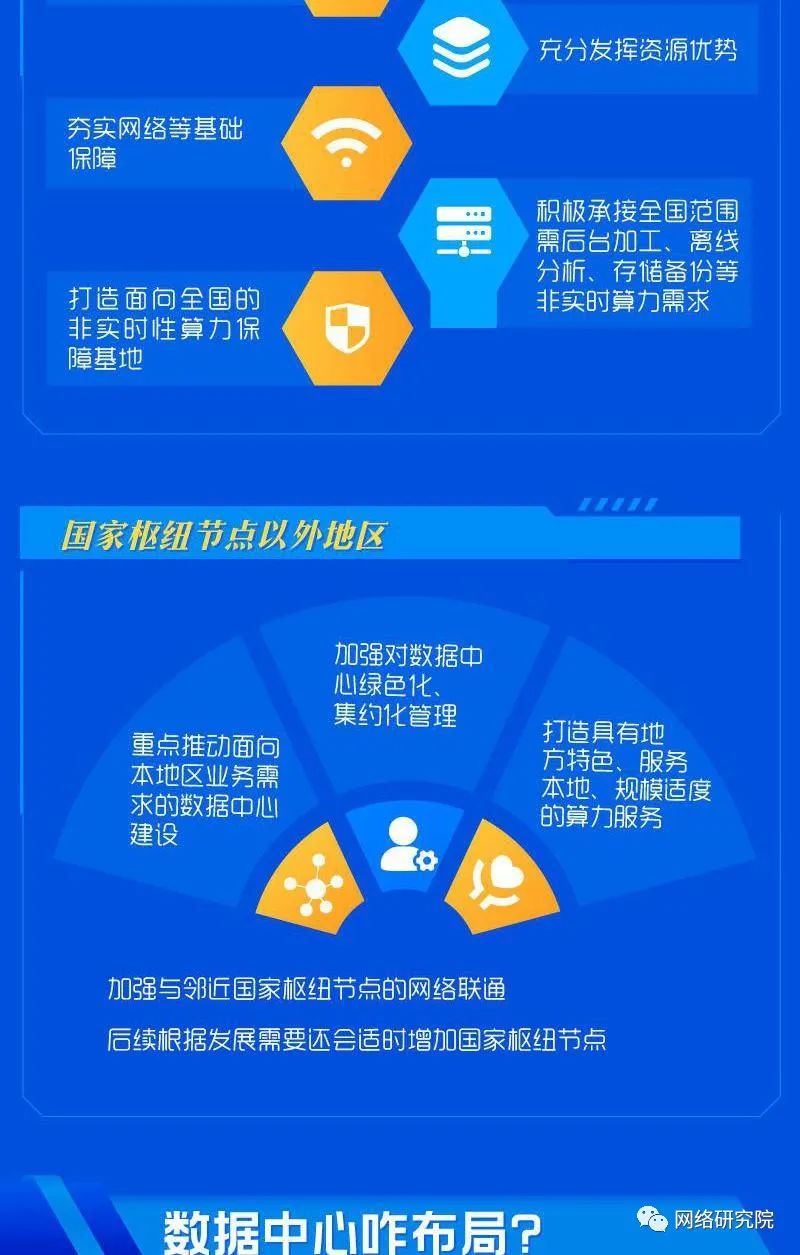 充分发挥资源优势
夯实网络等基础
保障
积极承接全国范围
需后台加工、离线
分析、存储备份等
非实时算力需求
打造面向全国的
非实时性算力保
障基地
国家枢纽节点以外地区
重点推动面向
本地区业务需
求的数据中心
建设
加强对数据中
心绿色化、
集约化管理
打造具有地
方特色、服务
本地、规模适度
的算力服务
加强与邻近国家枢纽节点的网络联通
后续根据发展需要还会适时增加国家枢纽节点
数据中心咋布局?
网络研究院